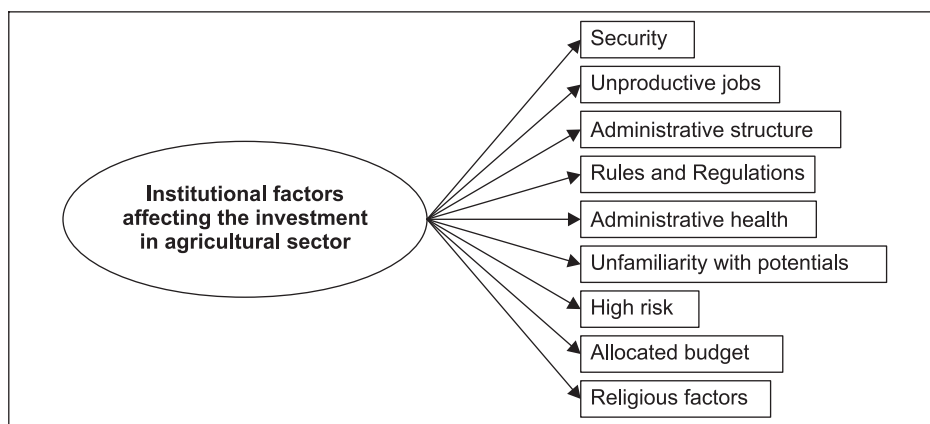 Institutional factors
affecting the investment
in agricultural sector
Security
Unproductive jobs
Administrative structure
Rules and Regulations
Administrative health
Unfamiliarity with potentials
High risk
Allocated budget
Religious factors